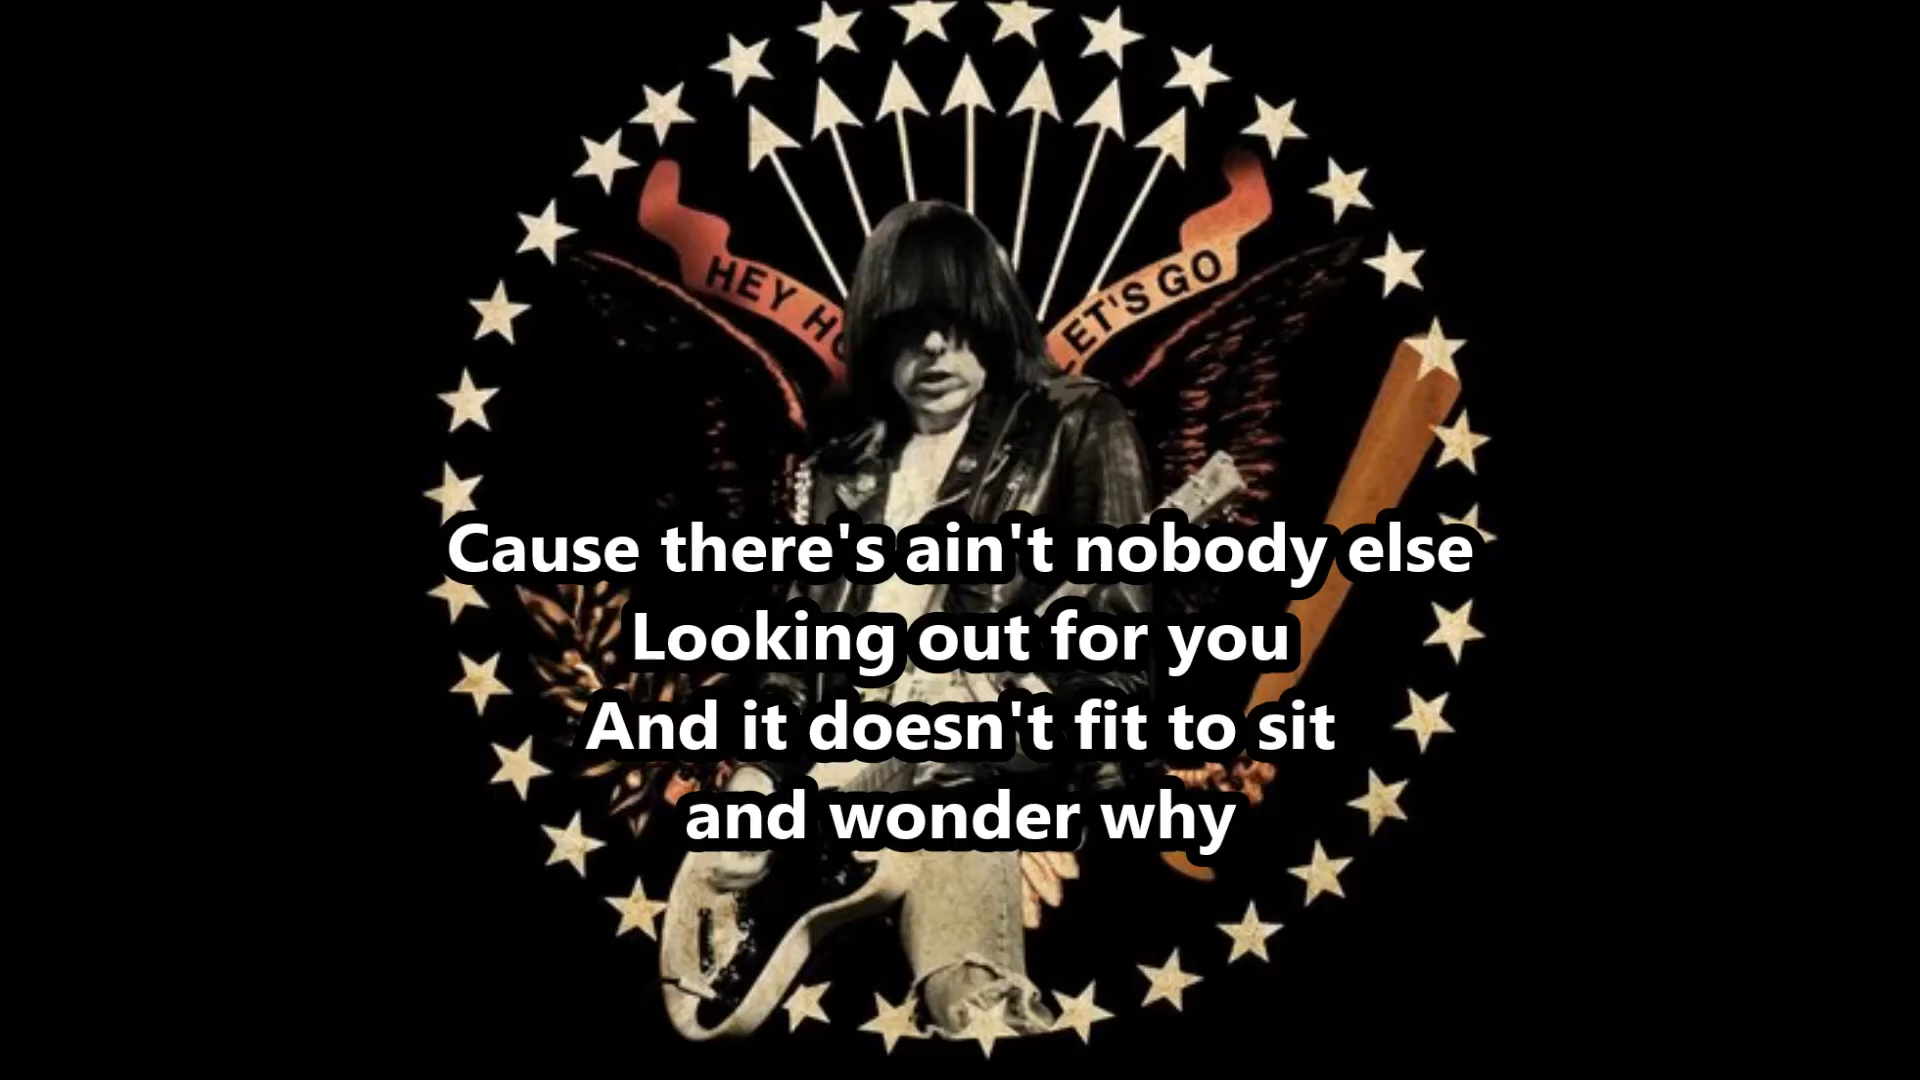 HEY HO
LET'S GO
Cause there's ain't nobody else
Looking out for you
And it doesn't fit to sit
and wonder why